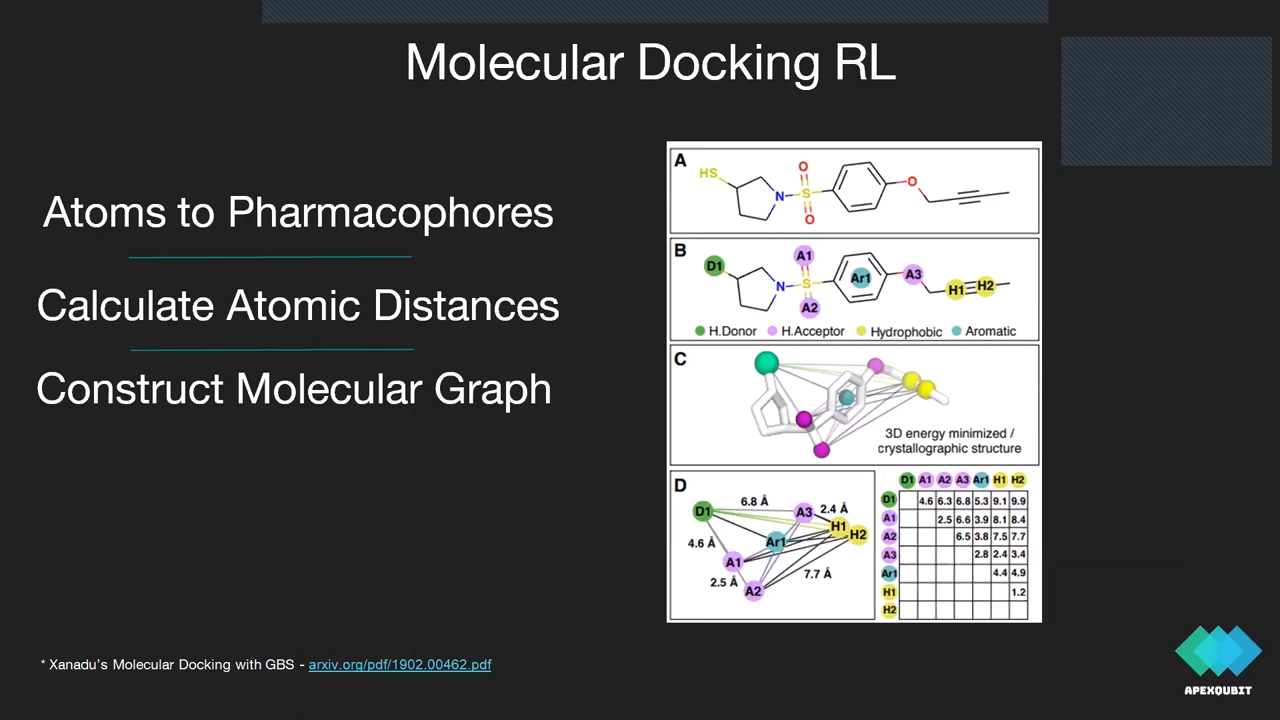 Molecular Docking RL
Atoms to Pharmacophores
Calculate Atomic Distances
Construct Molecular Graph
A
HS
N
S
O
O
O
B
D1
N
S
A1
A2
Ar1
A3
H1
H2
H.Donor H.Acceptor Hydrophobic Aromatic
C
3D energy minimized /
crystallographic structure
D
6.8 Å
2.4 Å
D1
A3
H1
H2
4.6 Å
Ar1
A1
7.7 Å
2.5 Å
A2
D1 A1 A2 A3 Ar1 H1 H2
D1 4.6 6.3 6.8 5.3 9.1 9.9
A1 2.5 6.6 3.9 8.1 8.4
A2 6.5 3.8 7.5 7.7
A3 2.8 2.4 3.4
Ar1 4.4 4.9
H1 1.2
H2
* Xanadu's Molecular Docking with GBS - arxiv.org/pdf/1902.00462.pdf
APEXQUBIT